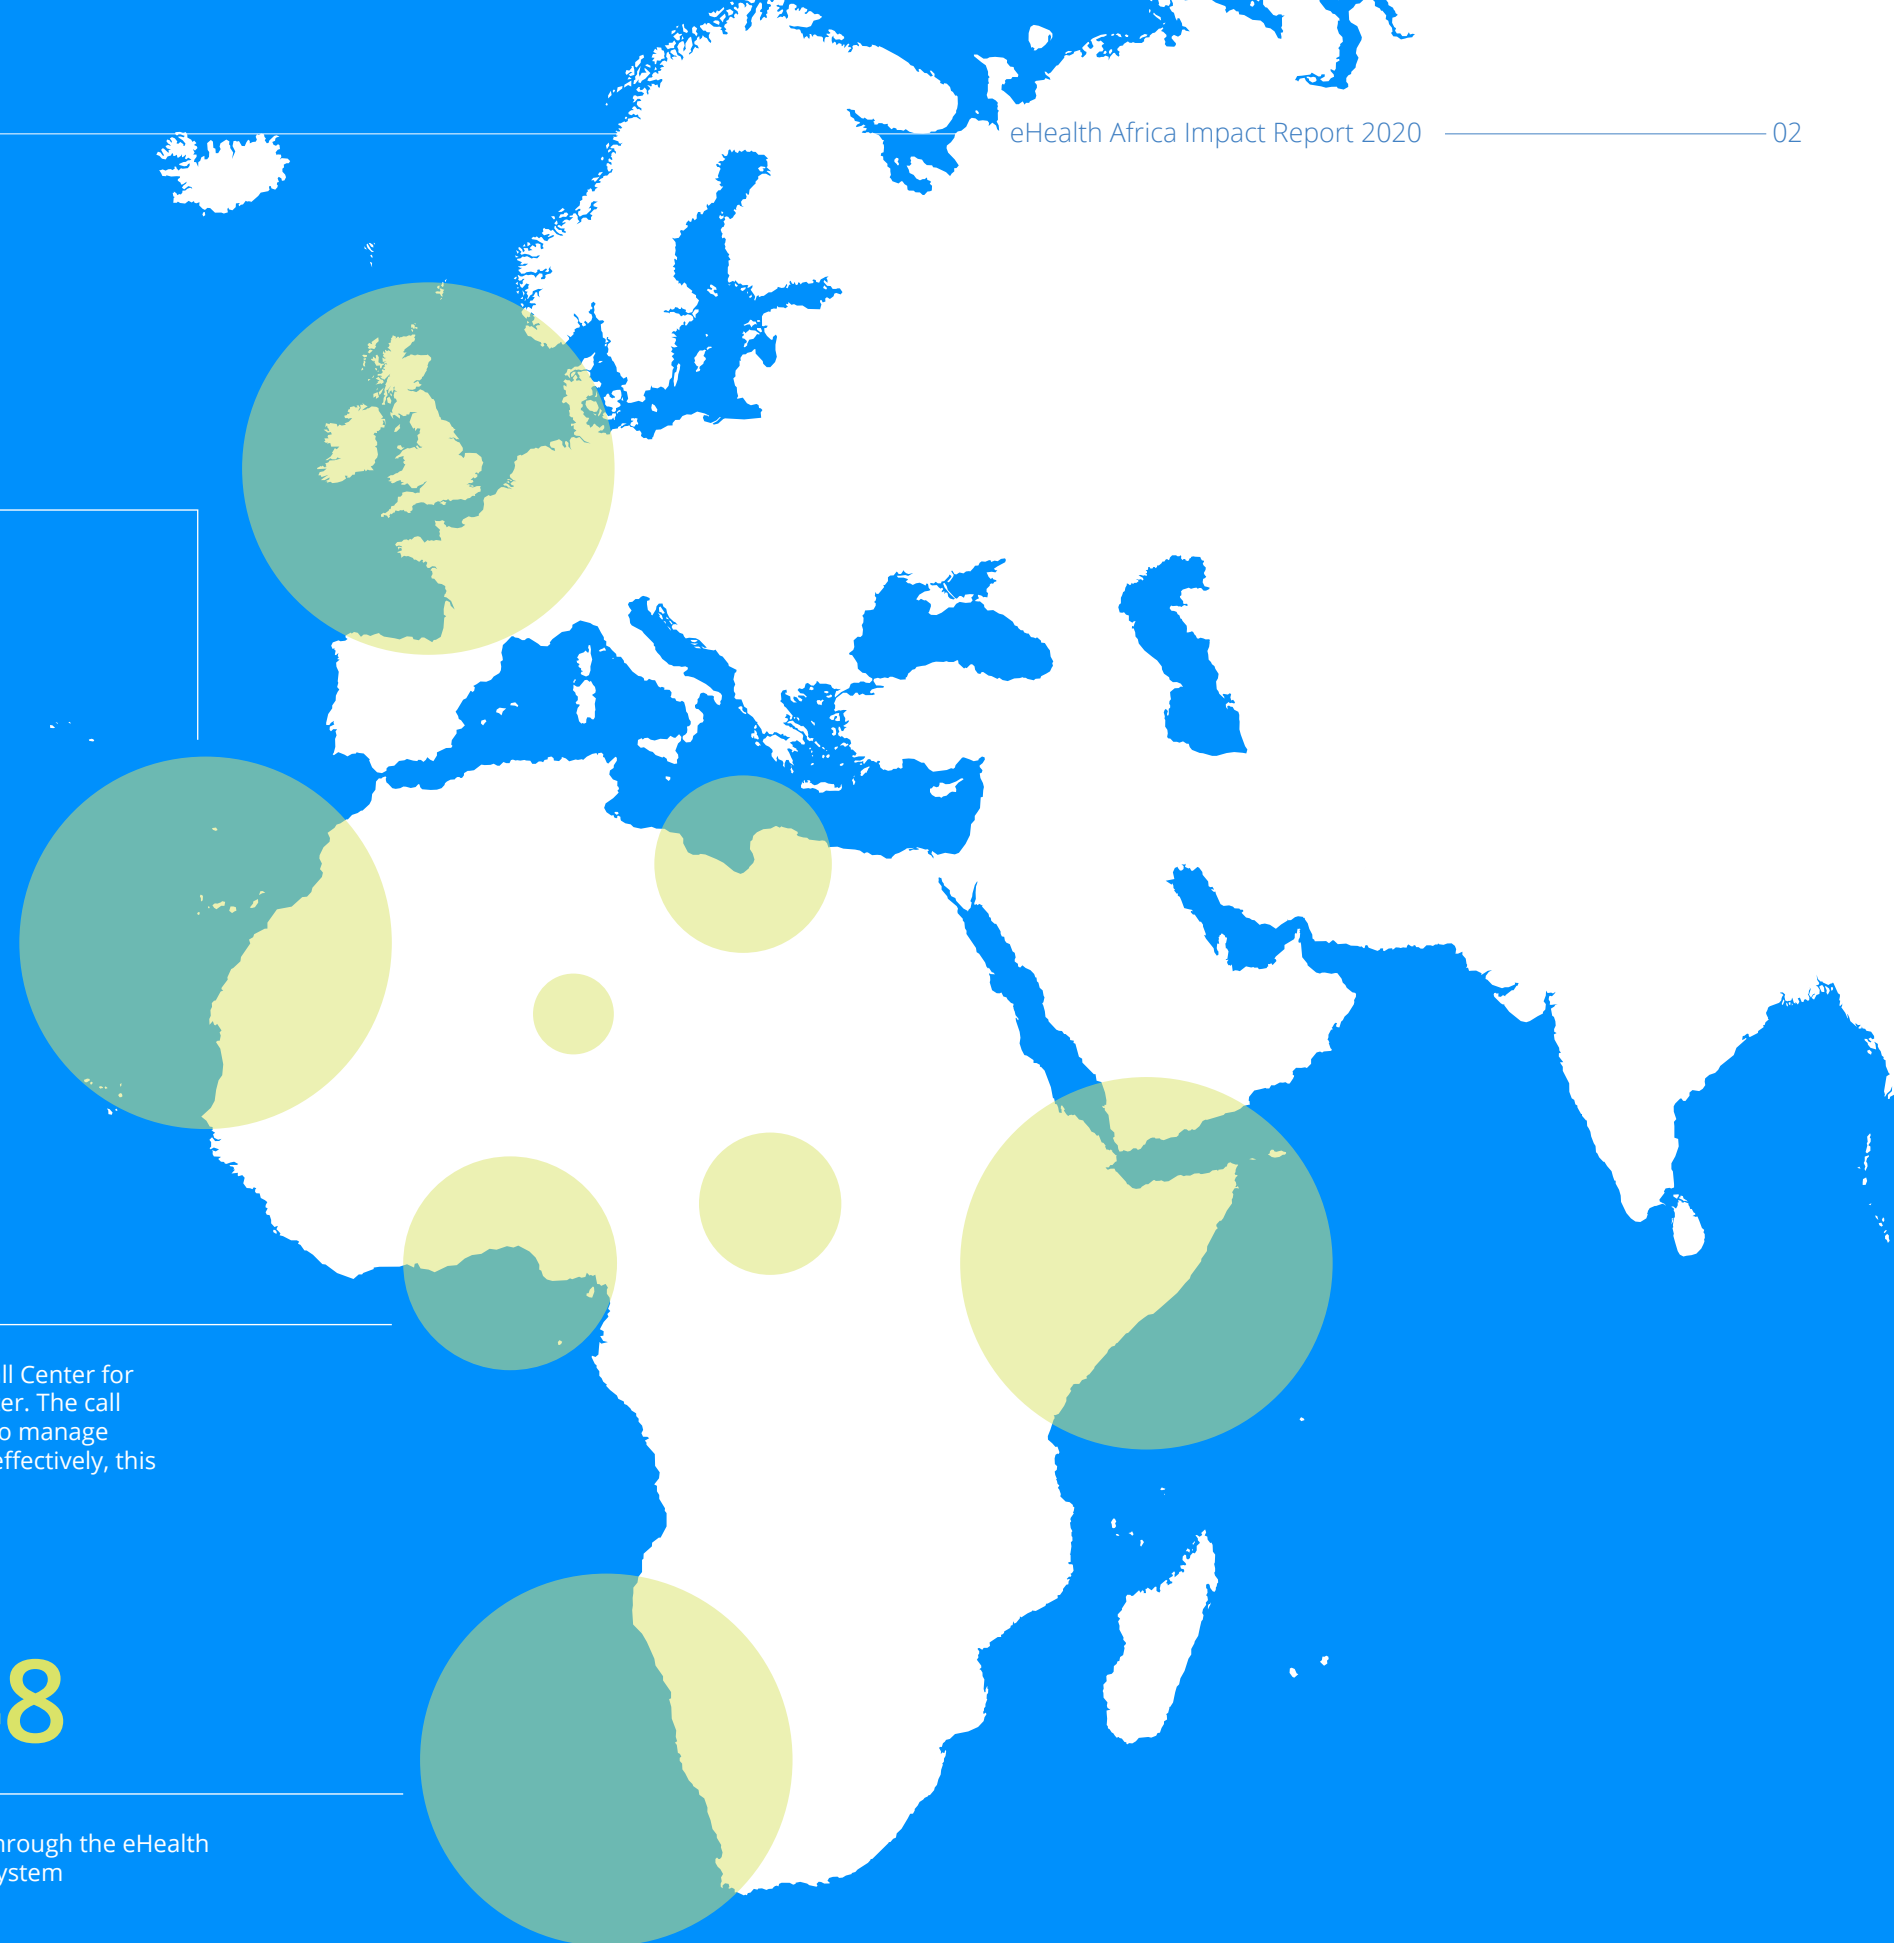 eHealth Africa Impact Report 2020 02
ll Center for
er. The call
o manage
effectively, this
8
hrough the eHealth
ystem